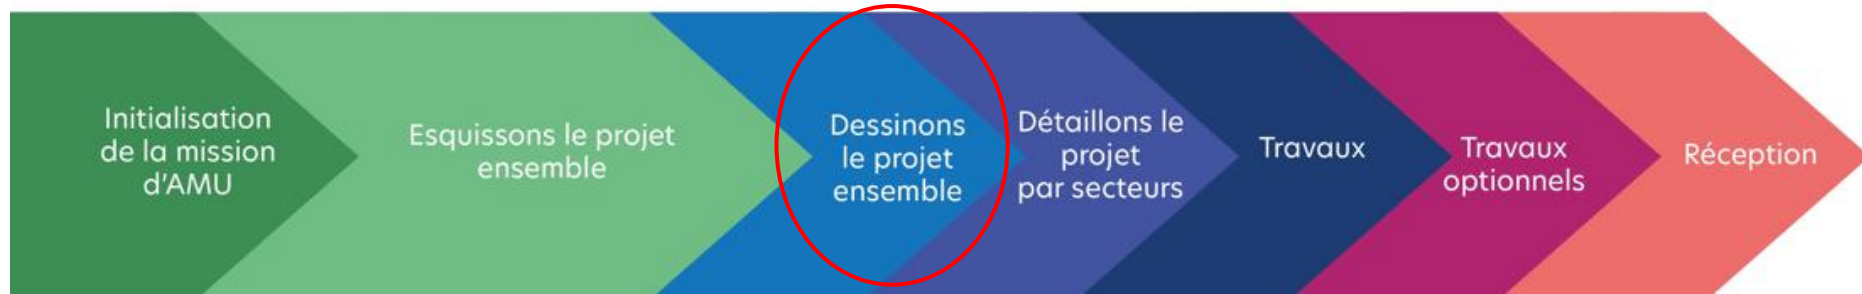 Initialisation
de la mission
d'AMU
Esquissons le projet
ensemble
Dessinons
le projet
ensemble
Détaillons le
projet
par secteurs
Travaux
Travaux
optionnels
Réception